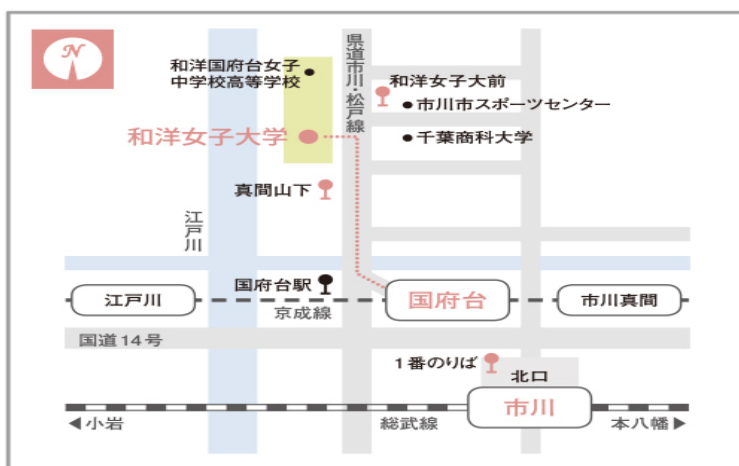 N
和洋国府台女子
中学校高等学校
県道市川・松戸線
和洋女子大前
市川市スポーツセンター
和洋女子大学
千葉商科大学
真間山下
江戸川
国府台駅
江戸川
京成線
国府台
市川真間
国道14号
1番のりば
北口
市川
◀小岩
総武線
本八幡▶